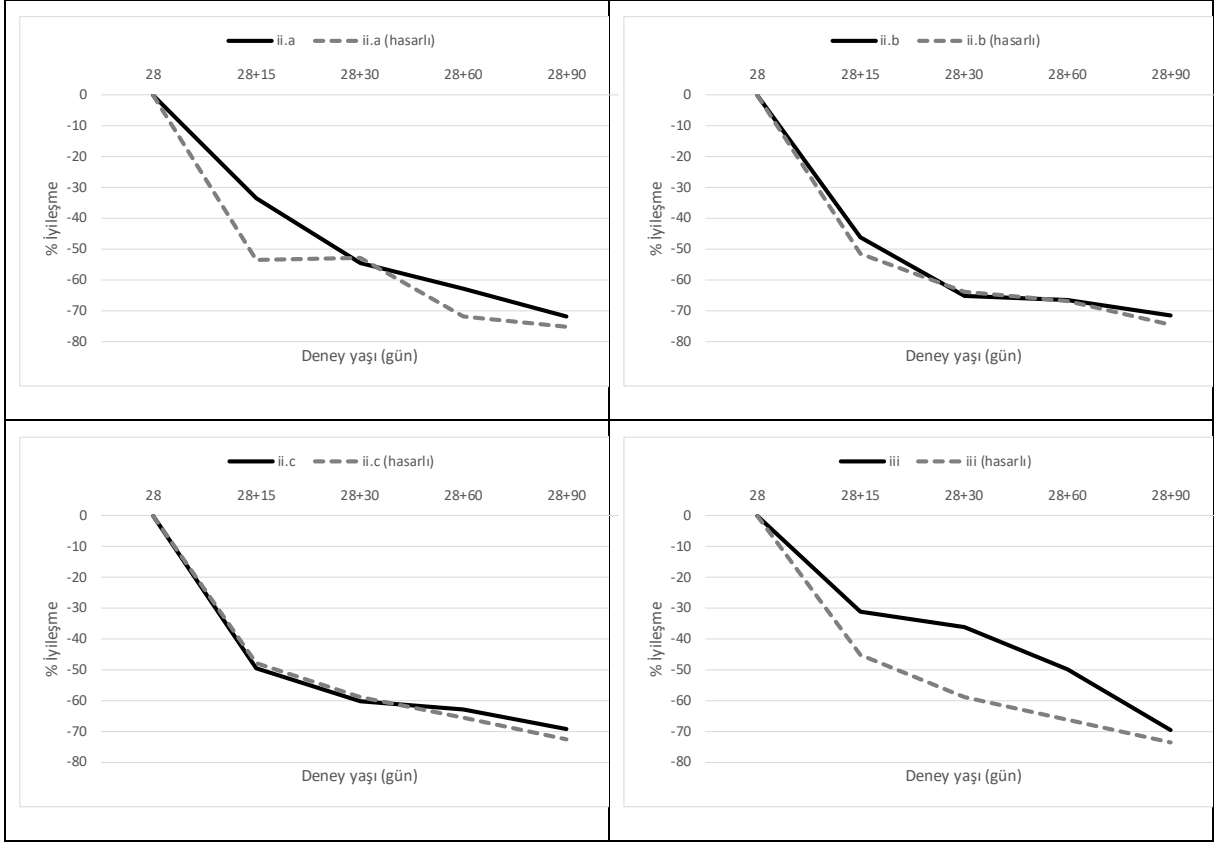 ii.a ii.a (hasarlı)
28 28+15 28+30 28+60 28+90
0
-10
-20
-30
-40
-50
-60
-70
-80
% İyileşme
Deney yaşı (gün)
ii.b ii.b (hasarlı)
28 28+15 28+30 28+60 28+90
0
-10
-20
-30
-40
-50
-60
-70
-80
% İyileşme
Deney yaşı (gün)
ii.c ii.c (hasarlı)
28 28+15 28+30 28+60 28+90
0
-10
-20
-30
-40
-50
-60
-70
-80
% İyileşme
Deney yaşı (gün)
iii iii (hasarlı)
28 28+15 28+30 28+60 28+90
0
-10
-20
-30
-40
-50
-60
-70
-80
% İyileşme
Deney yaşı (gün)